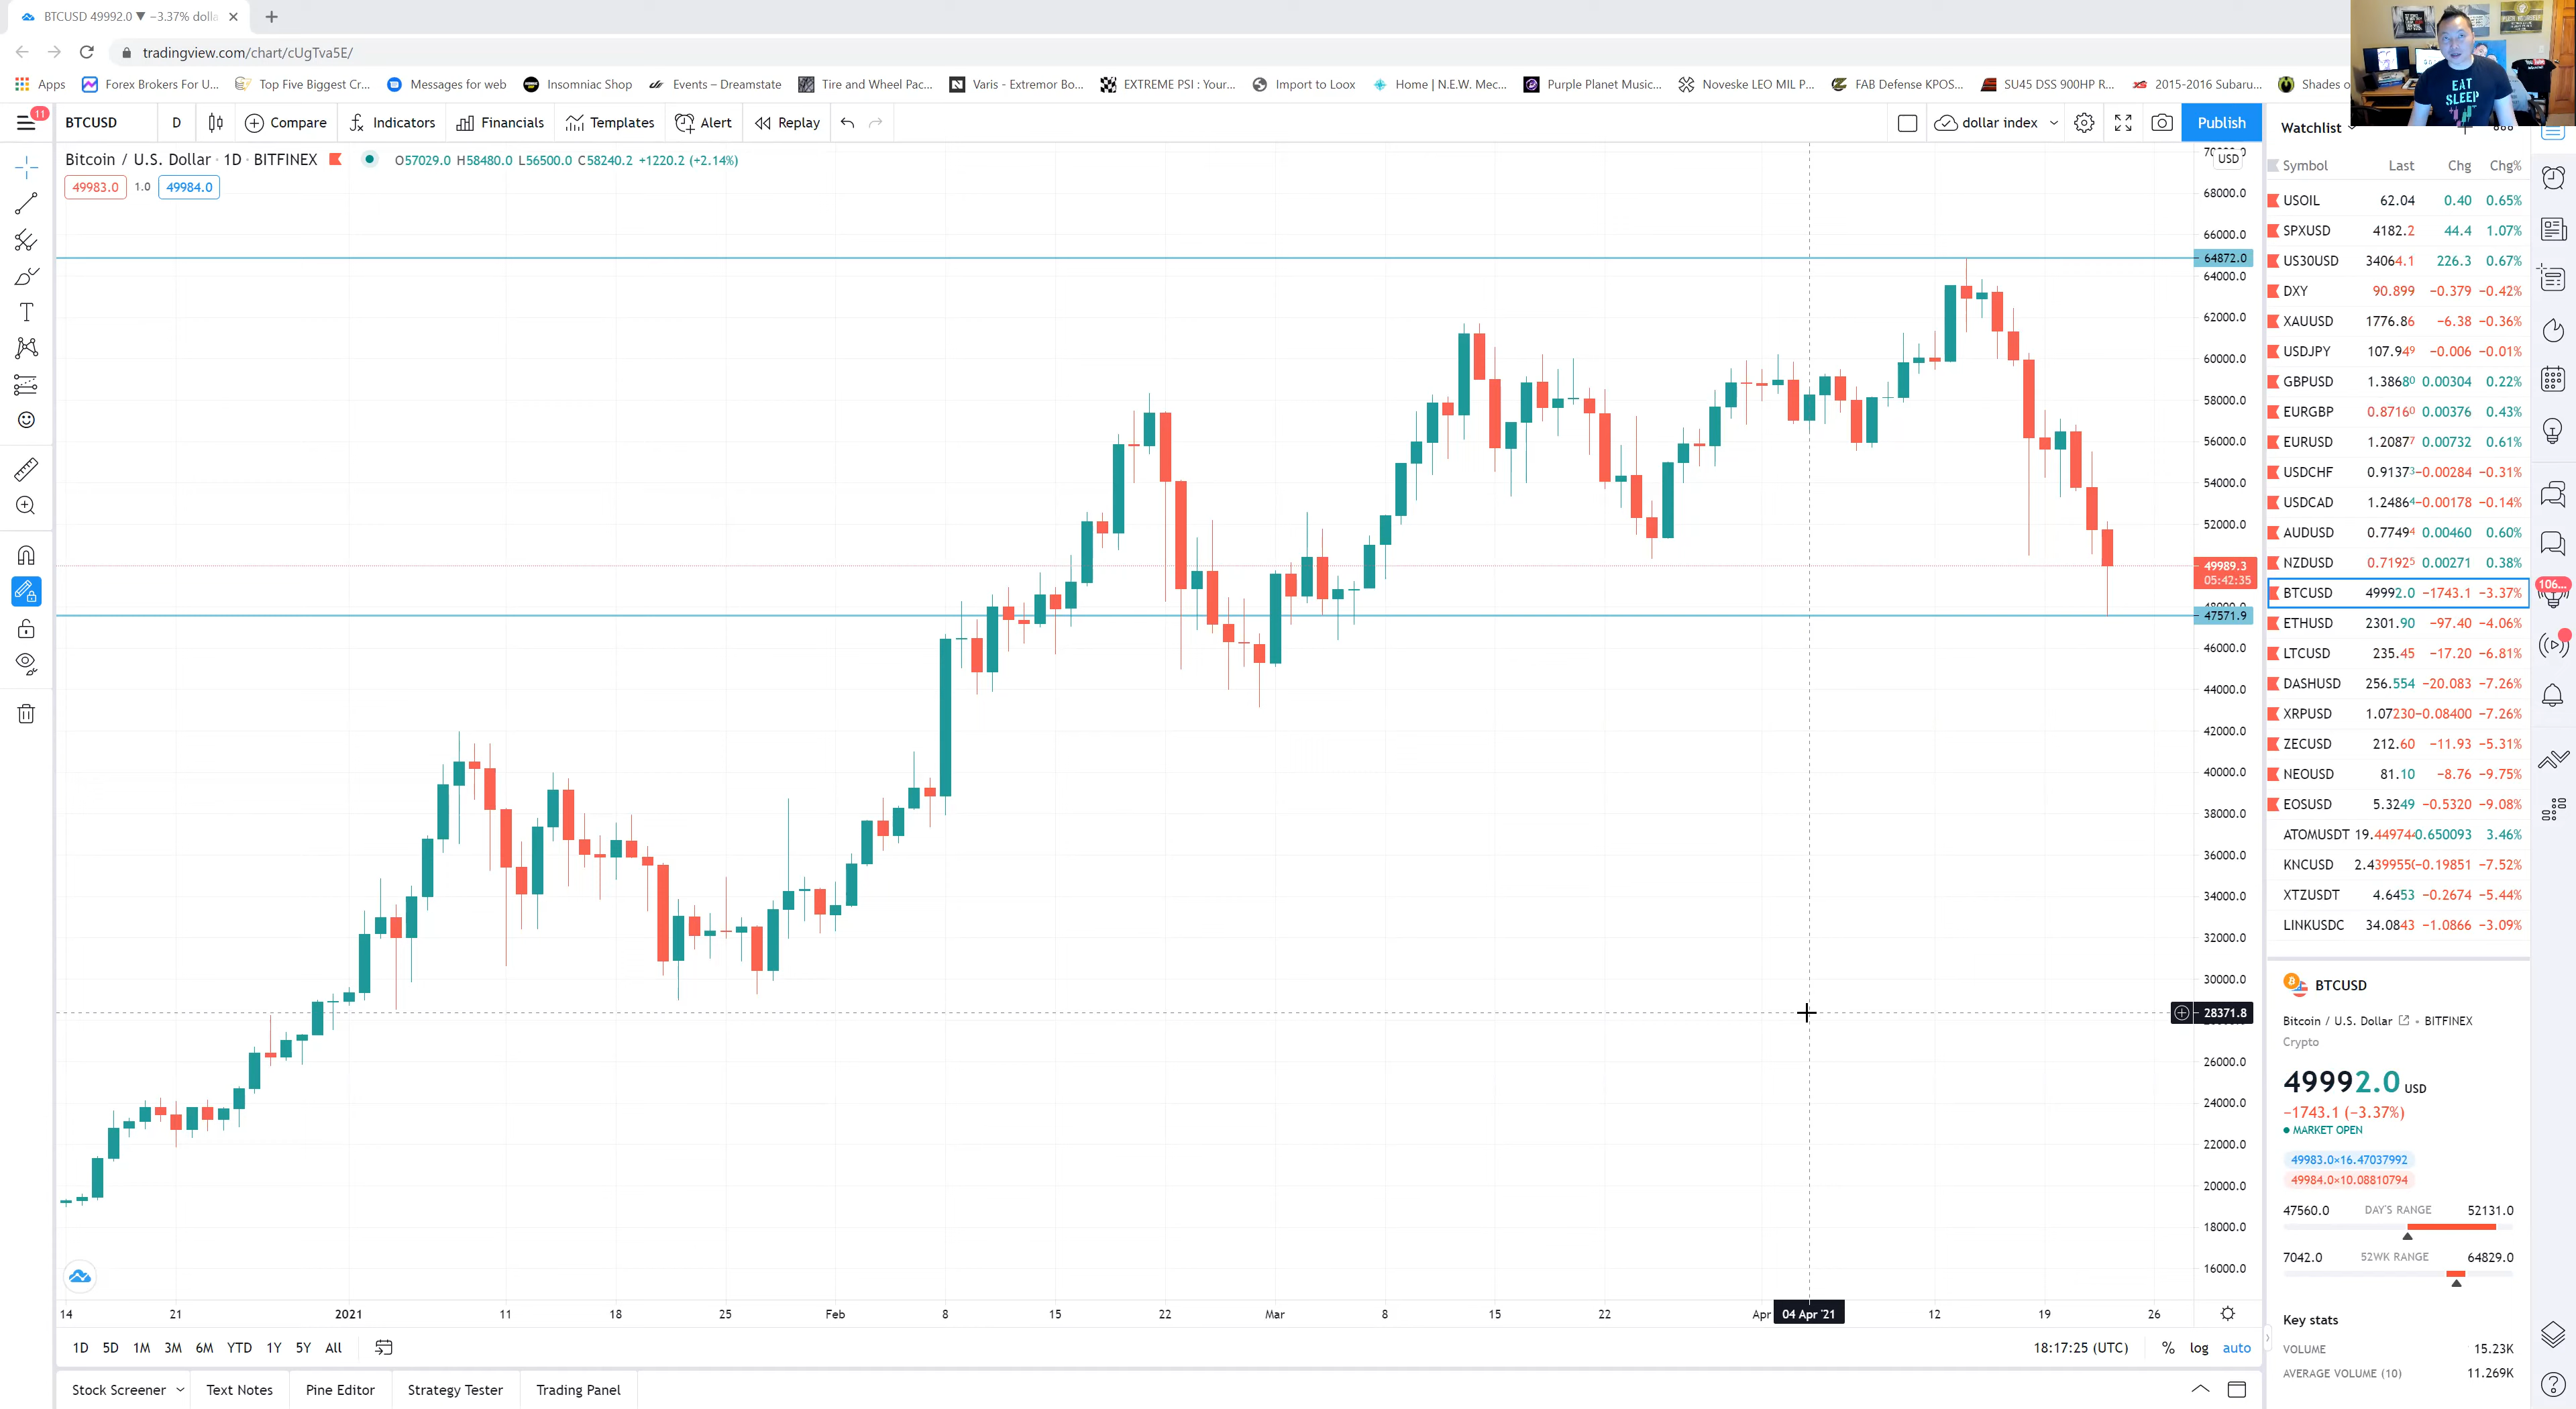 BTCUSD 49992.0 ▼ −3.37% dolla
tradingview.com/chart/cUgTva5E/
Apps Forex Brokers For U... Top Five Biggest Cr... Messages for web Insomniac Shop Events – Dreamstate Tire and Wheel Pac... Varis - Extremor Bo... EXTREME PSI : Your... Import to Loox Home | N.E.W. Mec... Purple Planet Music... Noveske LEO MIL P... FAB Defense KPOS... SU45 DSS 900HP R... 2015-2016 Subaru... Shades o
EAT
SLEEP
11
BTCUSD D Compare Indicators Financials Templates Alert Replay dollar index Publish
Bitcoin / U.S. Dollar · 1D · BITFINEX O57029.0 H58480.0 L56500.0 C58240.2 +1220.2 (+2.14%)
49983.0 1.0 49984.0
USD
68000.0
66000.0
64872.0
64000.0
62000.0
60000.0
58000.0
56000.0
54000.0
52000.0
49989.3
05:42:35
47571.9
46000.0
44000.0
42000.0
40000.0
38000.0
36000.0
34000.0
32000.0
30000.0
28371.8
26000.0
24000.0
22000.0
20000.0
18000.0
16000.0
14 21 2021 11 18 25 Feb 8 15 22 Mar 8 15 22 Apr 04 Apr '21 12 19 26
1D 5D 1M 3M 6M YTD 1Y 5Y All 18:17:25 (UTC) % log auto
Stock Screener Text Notes Pine Editor Strategy Tester Trading Panel
Watchlist
Symbol Last Chg Chg%
USOIL 62.04 0.40 0.65%
SPXUSD 4182.2 44.4 1.07%
US30USD 34064.1 226.3 0.67%
DXY 90.899 −0.379 −0.42%
XAUUSD 1776.86 −6.38 −0.36%
USDJPY 107.949 −0.006 −0.01%
GBPUSD 1.38680 0.00304 0.22%
EURGBP 0.87160 0.00376 0.43%
EURUSD 1.20877 0.00732 0.61%
USDCHF 0.91373 −0.00284 −0.31%
USDCAD 1.24864 −0.00178 −0.14%
AUDUSD 0.77494 0.00460 0.60%
NZDUSD 0.71925 0.00271 0.38%
BTCUSD 49992.0 −1743.1 −3.37%
ETHUSD 2301.90 −97.40 −4.06%
LTCUSD 235.45 −17.20 −6.81%
DASHUSD 256.554 −20.083 −7.26%
XRPUSD 1.07230 −0.08400 −7.26%
ZECUSD 212.60 −11.93 −5.31%
NEOUSD 81.10 −8.76 −9.75%
EOSUSD 5.3249 −0.5320 −9.08%
ATOMUSDT 19.449744 0.650093 3.46%
KNCUSD −0.19851 −7.52%
XTZUSDT 4.6453 −0.2674 −5.44%
LINKUSDC 34.0843 −1.0866 −3.09%
106...
BTCUSD
Bitcoin / U.S. Dollar • BITFINEX
Crypto
49992.0 USD
−1743.1 (−3.37%)
MARKET OPEN
49983.0×16.47037992
49984.0×10.08810794
47560.0 DAY'S RANGE 52131.0
7042.0 52WK RANGE 64829.0
Key stats
VOLUME 15.23K
AVERAGE VOLUME (10) 11.269K